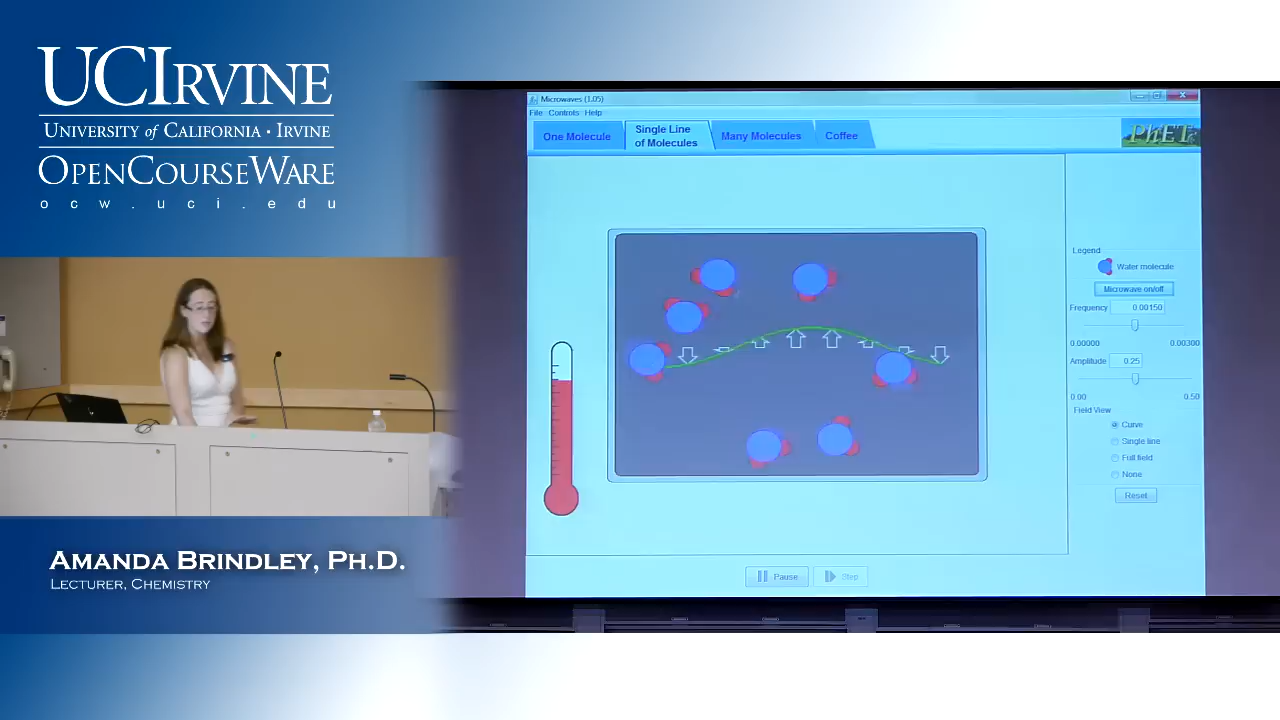 UCIRVINE
UNIVERSITY of CALIFORNIA · IRVINE
OPENCOURSEWARE
ocw.uci.edu
AMANDA BRINDLEY, PH.D.
LECTURER, CHEMISTRY
Microwaves (1.05)
File Controls Help
One Molecule
Single Line
of Molecules
Many Molecules
Coffee
PhET
Legend
Water molecule
Microwave on/off
Frequency 0.00150
0.00000 0.00300
Amplitude 0.25
0.00 0.50
Field View
Curve
Single line
Full field
None
Reset
Pause
Step